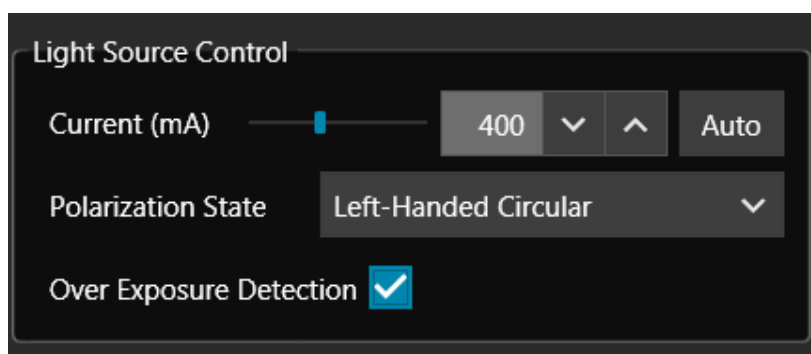 Light Source Control
Current (mA) 400 Auto
Polarization State Left-Handed Circular
Over Exposure Detection